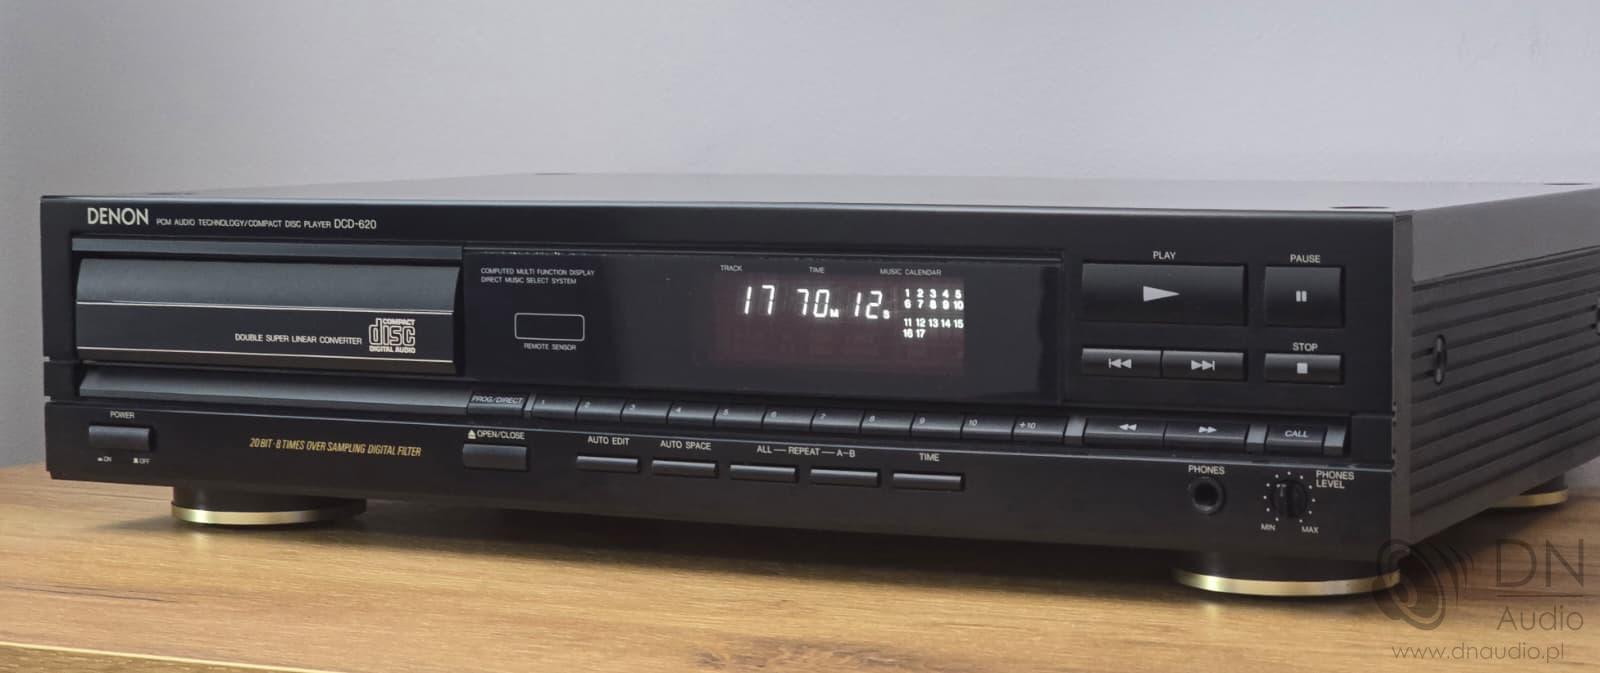 DENON PCM AUDIO TECHNOLOGY/COMPACT DISC PLAYER DCD-620
COMPUTED MULTI FUNCTION DISPLAY
DIRECT MUSIC SELECT SYSTEM
TRACK TIME MUSIC CALENDAR
17 70M 12S
1 2 3 4 5
6 7 8 9 10
11 12 13 14 15
16 17
REMOTE SENSOR
DOUBLE SUPER LINEAR CONVERTER
COMPACT
disc
DIGITAL AUDIO
PLAY
PAUSE
STOP
PROG/DIRECT 1 2 3 4 5 6 7 8 9 10 +10
CALL
POWER
ON OFF
20 BIT · 8 TIMES OVER SAMPLING DIGITAL FILTER
OPEN/CLOSE
AUTO EDIT
AUTO SPACE
ALL — REPEAT — A-B
TIME
PHONES
PHONES
LEVEL
MIN MAX
DN
Audio
www.dnaudio.pl